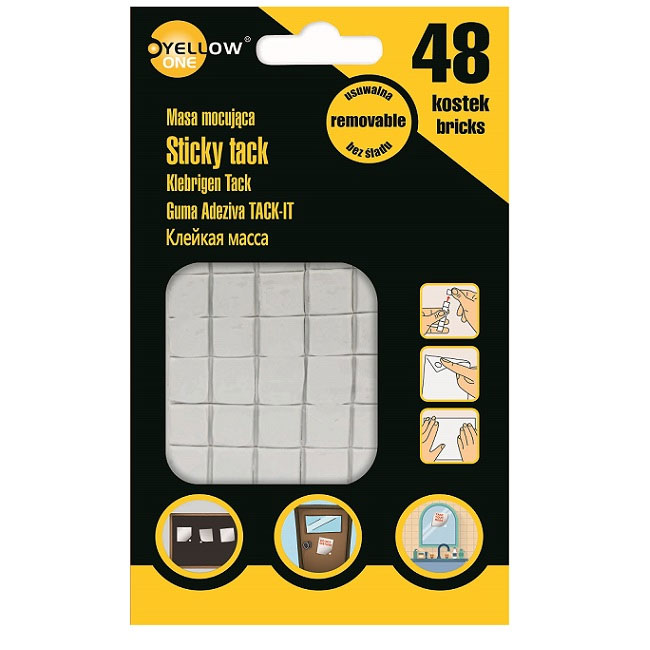 YELLOW®
ONE
48
kostek
bricks
usuwalna
removable
bez śladu
Masa mocująca
Sticky tack
Klebrigen Tack
Guma Adeziva TACK-IT
Клейкая масса